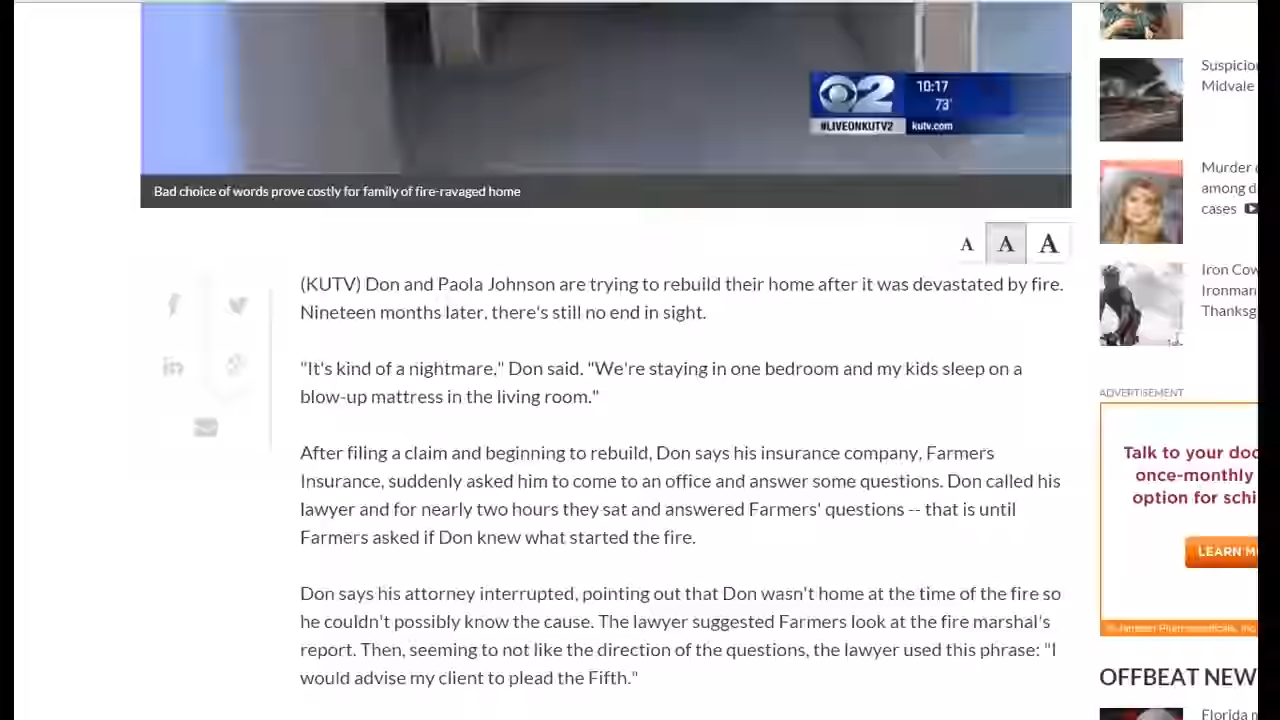 2
10:17
73°
#LIVEONKUTV2
kutv.com
Bad choice of words prove costly for family of fire-ravaged home
A A A
(KUTV) Don and Paola Johnson are trying to rebuild their home after it was devastated by fire.
Nineteen months later, there's still no end in sight.
"It's kind of a nightmare," Don said. "We're staying in one bedroom and my kids sleep on a
blow-up mattress in the living room."
After filing a claim and beginning to rebuild, Don says his insurance company, Farmers
Insurance, suddenly asked him to come to an office and answer some questions. Don called his
lawyer and for nearly two hours they sat and answered Farmers' questions -- that is until
Farmers asked if Don knew what started the fire.
Don says his attorney interrupted, pointing out that Don wasn't home at the time of the fire so
he couldn't possibly know the cause. The lawyer suggested Farmers look at the fire marshal's
report. Then, seeming to not like the direction of the questions, the lawyer used this phrase: "I
would advise my client to plead the Fifth."
in
Midvale
Murder
among d
cases
Iron Cow
Ironman
Thanksg
ADVERTISEMENT
Talk to your doc
once-monthly
option for schi
LEARN M
© Janssen Pharmaceuticals, Inc.
OFFBEAT NEW
Florida